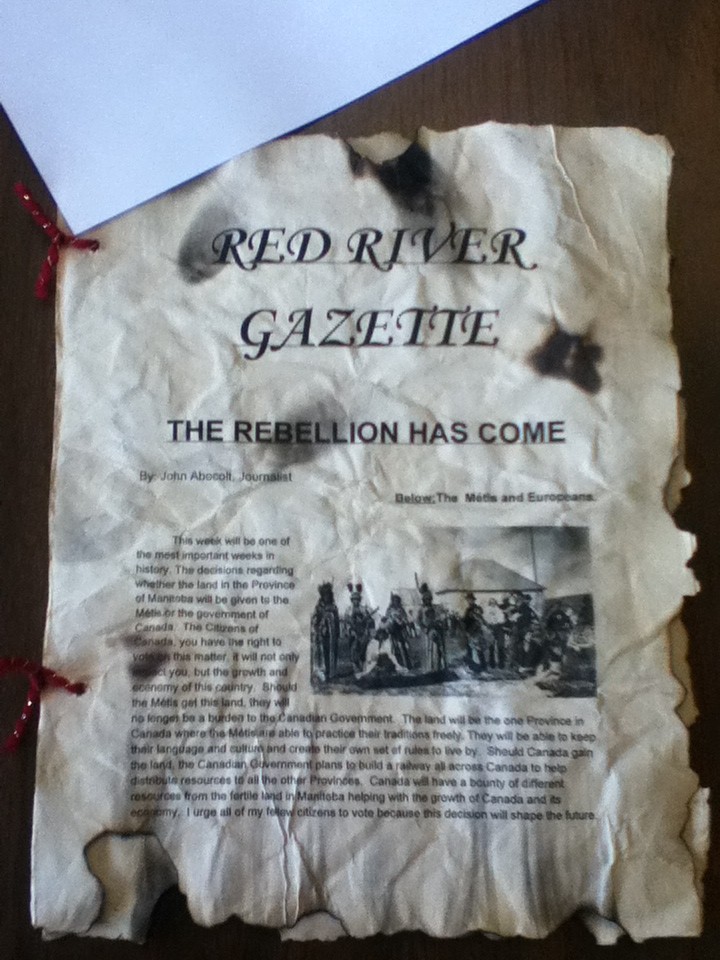 RED RIVER
GAZETTE
THE REBELLION HAS COME
By: John Abocolt, Journalist
Below:The Métis and Europeans.
This week will be one of
the most important weeks in
history. The decisions regarding
whether the land in the Province
of Manitoba will be given to the
Métis or the government of
Canada. The Citizens of
Canada, you have the right to
vote on this matter, it will not only
impact you, but the growth and
economy of this country. Should
the Métis get this land, they will
no longer be a burden to the Canadian Government. The land will be the one Province in
Canada where the Métis are able to practice their traditions freely. They will be able to keep
their language and culture and create their own set of rules to live by. Should Canada gain
the land, the Canadian Government plans to build a railway all across Canada to help
distribute resources to all the other Provinces. Canada will have a bounty of different
resources from the fertile land in Manitoba helping with the growth of Canada and its
economy. I urge all of my fellow citizens to vote because this decision will shape the future.